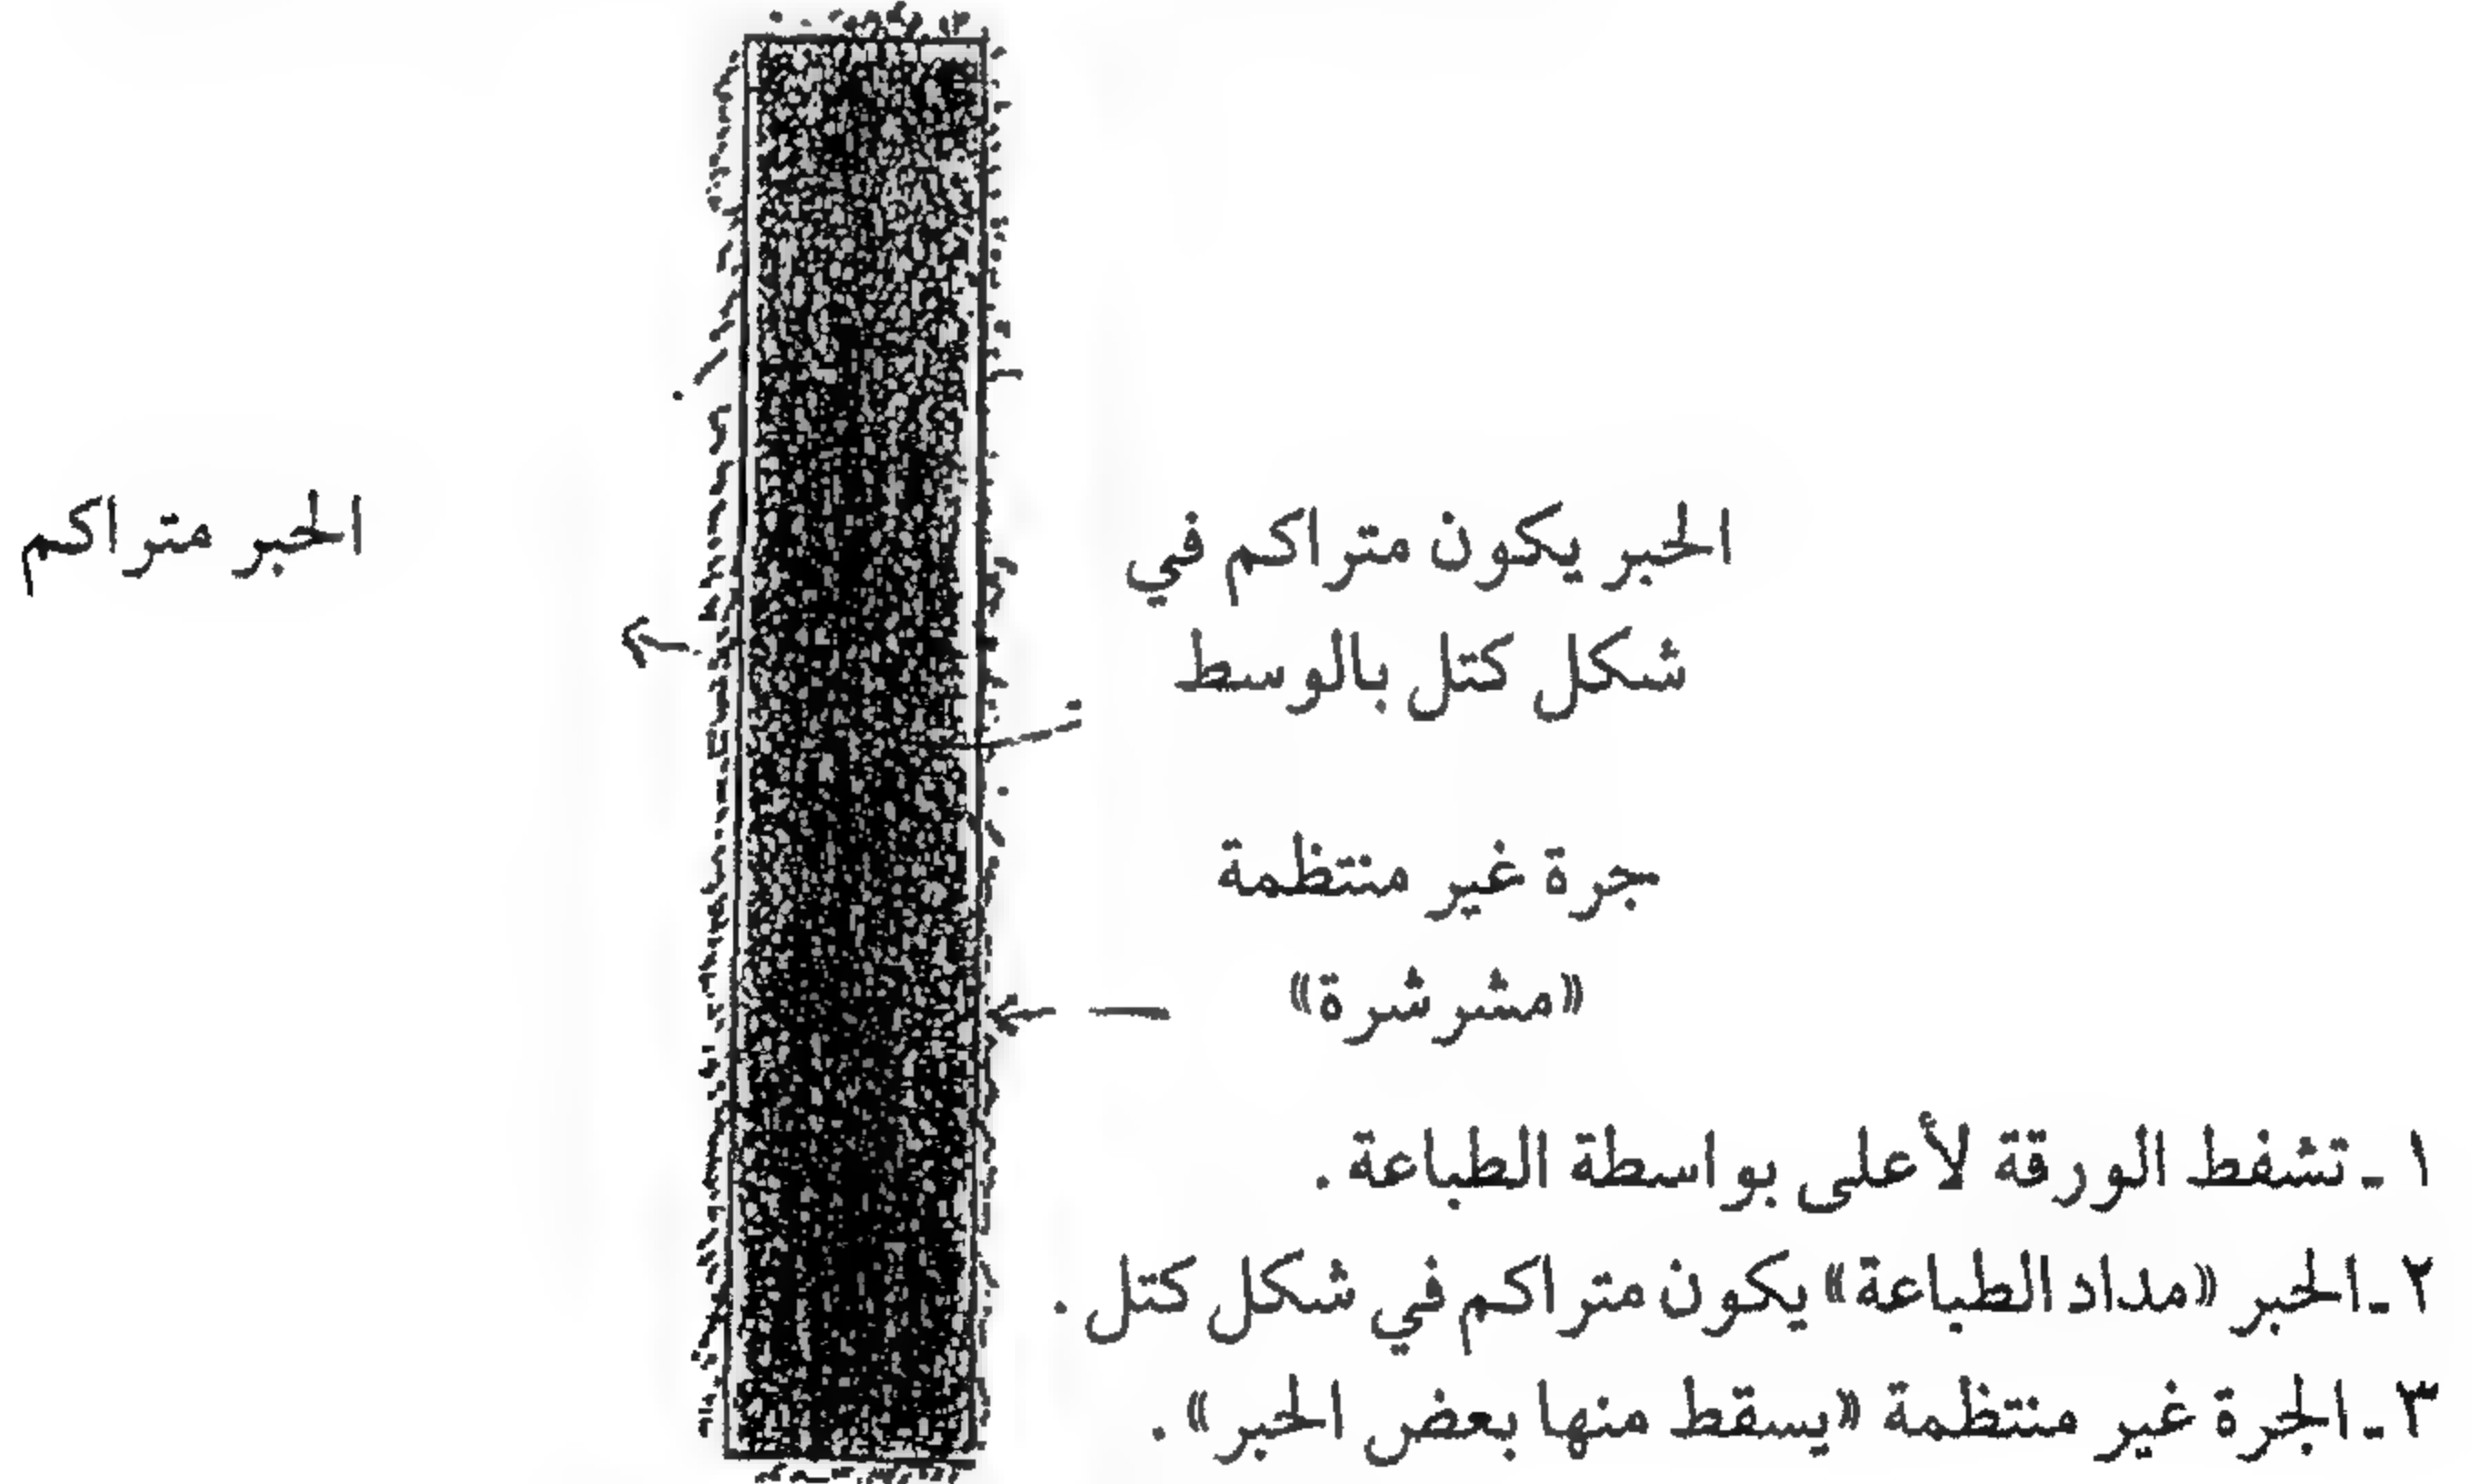 الحبر يكون متراكم في
شكل كتل بالوسط
الحبر متراكم
جرة غير منتظمة
«مشرشرة»
١ - تشفط الورقة لأعلى بواسطة الطباعة .
٢ - الحبر «مداد الطباعة» يكون متراكم في شكل كتل .
٣ - الجرة غير منتظمة «يسقط منها بعض الحبر» .